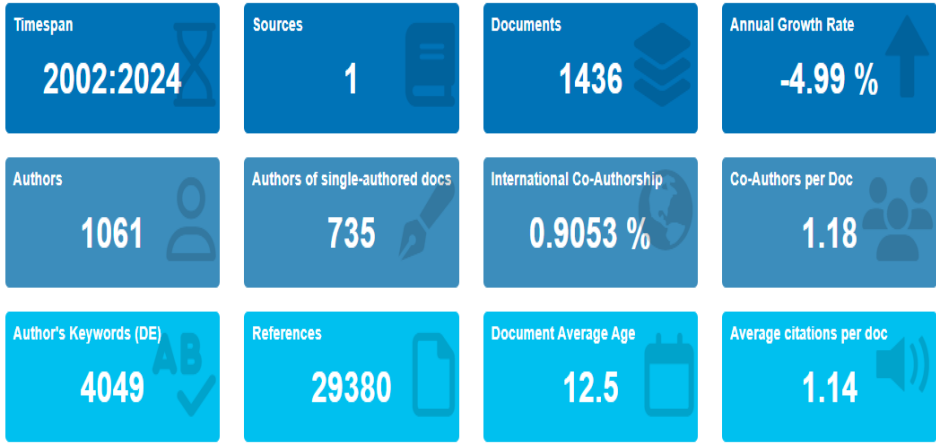 Timespan
2002:2024
Sources
1
Documents
1436
Annual Growth Rate
-4.99 %
Authors
1061
Authors of single-authored docs
735
International Co-Authorship
0.9053 %
Co-Authors per Doc
1.18
Author's Keywords (DE)
4049
AB
References
29380
Document Average Age
12.5
Average citations per doc
1.14